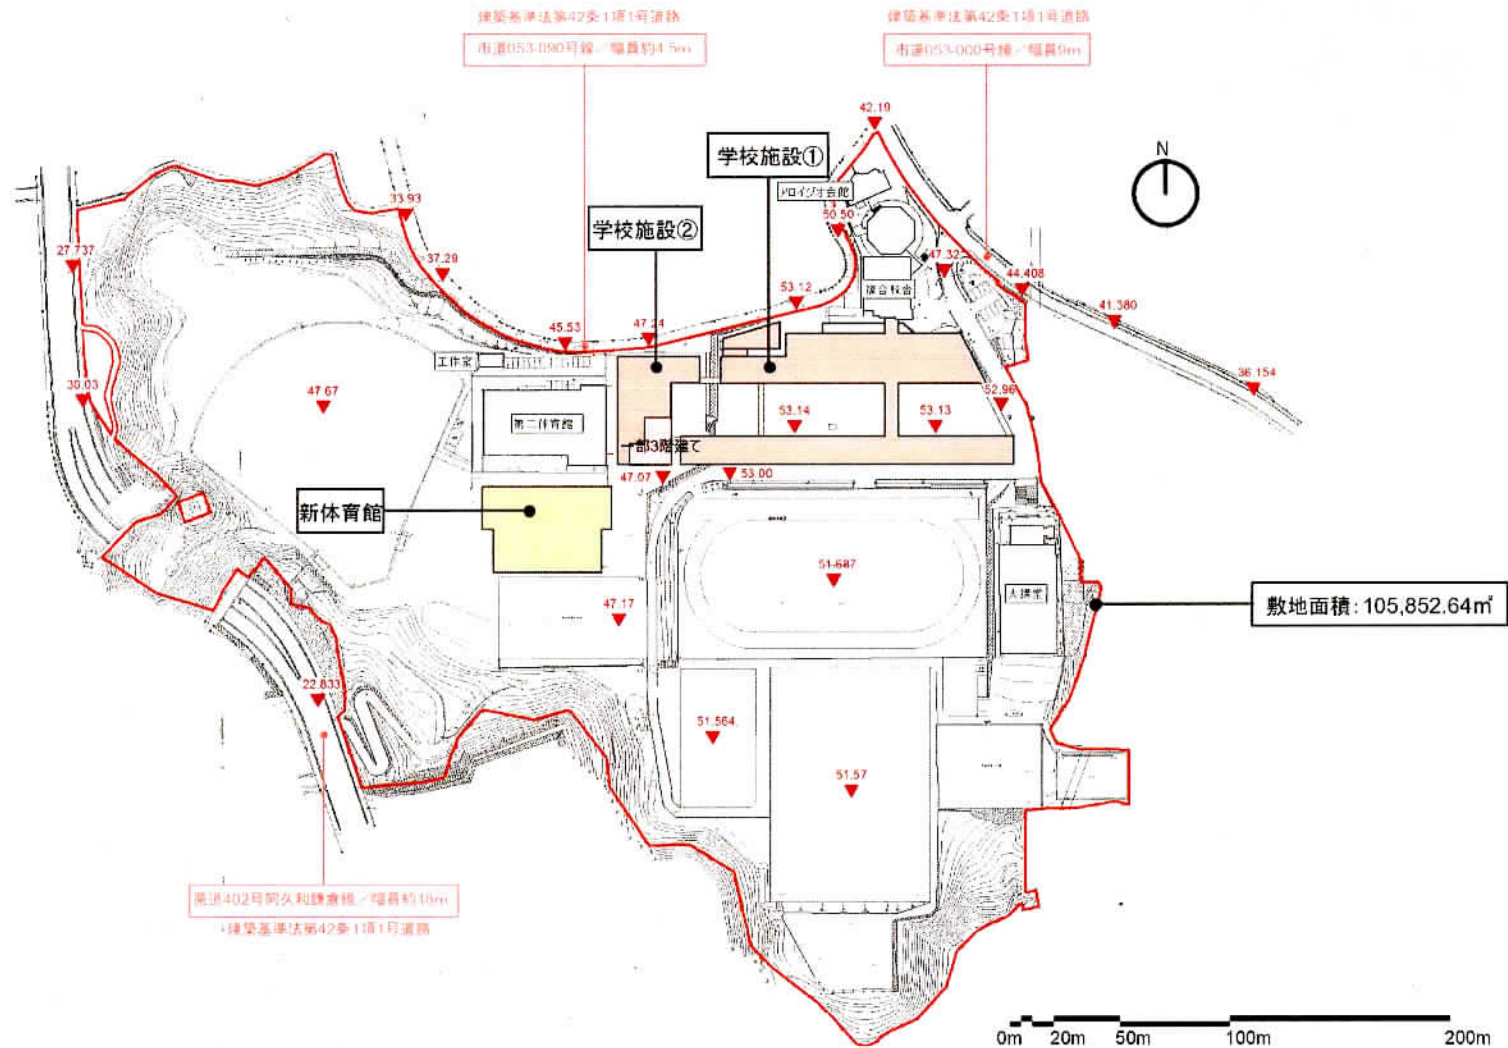 建築基準法第42条1項1号道路
市道053-090号線／幅員約4.5m
建築基準法第42条1項1号道路
市道053-000号線／幅員9m
42.19
学校施設①
N
アロイジオ会館
33.93
50.50
学校施設②
27.737
37.29
47.32
44.408
53.12
41.380
45.53
47.24
工作室
36.154
30.03
47.67
52.96
53.14
53.13
第二体育館
一部3階建て
47.07
53.00
新体育館
51.687
大講堂
敷地面積：105,852.64㎡
47.17
22.833
51.564
51.57
県道402号阿久和鎌倉線／幅員約18m
建築基準法第42条1項1号道路
0m 20m 50m 100m 200m